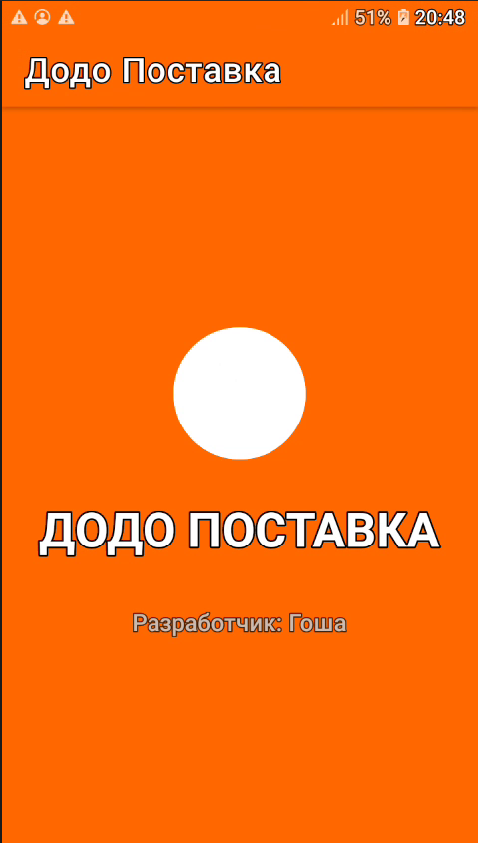 51% 20:48
Додо Поставка
ДОДО ПОСТАВКА
Разработчик: Гоша